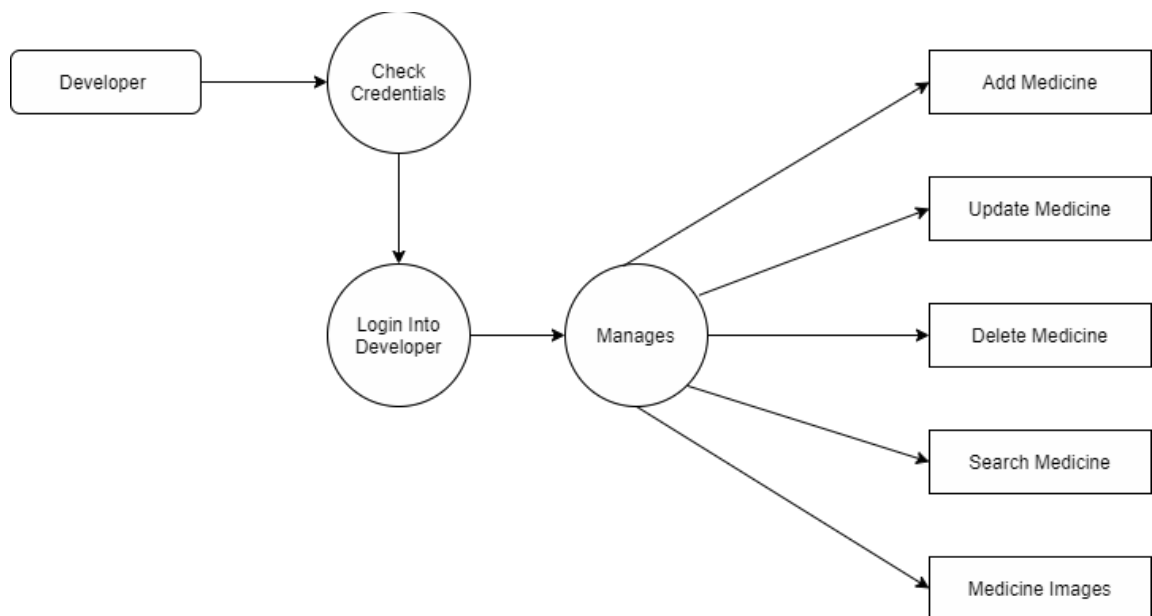 Developer
Check
Credentials
Login Into
Developer
Manages
Add Medicine
Update Medicine
Delete Medicine
Search Medicine
Medicine Images